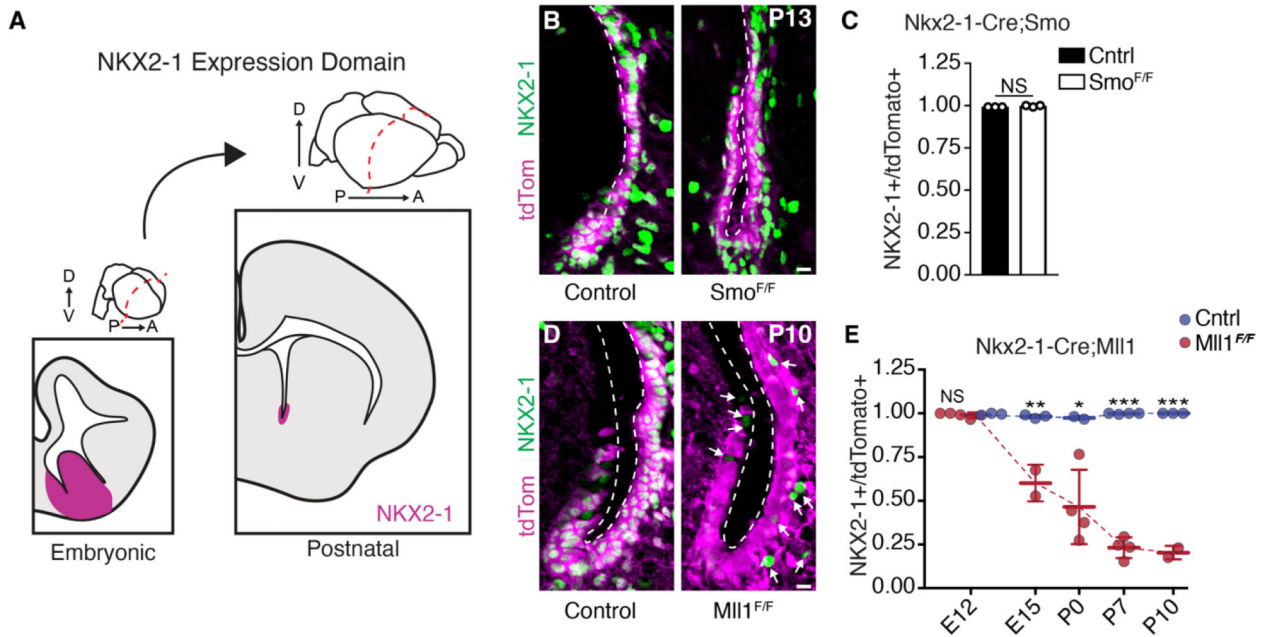 A
NKX2-1 Expression Domain
D
V
P
A
D
V
P
A
NKX2-1
Embryonic
Postnatal
B
P13
tdTom NKX2-1
Control
Smo^F/F
C
Nkx2-1-Cre;Smo
Cntrl
Smo^F/F
NS
NKX2-1+/tdTomato+
1.25
1.00
0.75
0.50
0.25
0.00
D
P10
tdTom NKX2-1
Control
Mll1^F/F
E
Nkx2-1-Cre;Mll1
Cntrl
Mll1^F/F
NKX2-1+/tdTomato+
1.25
1.00
0.75
0.50
0.25
0.00
NS
**
*
***
***
E12
E15
P0
P7
P10